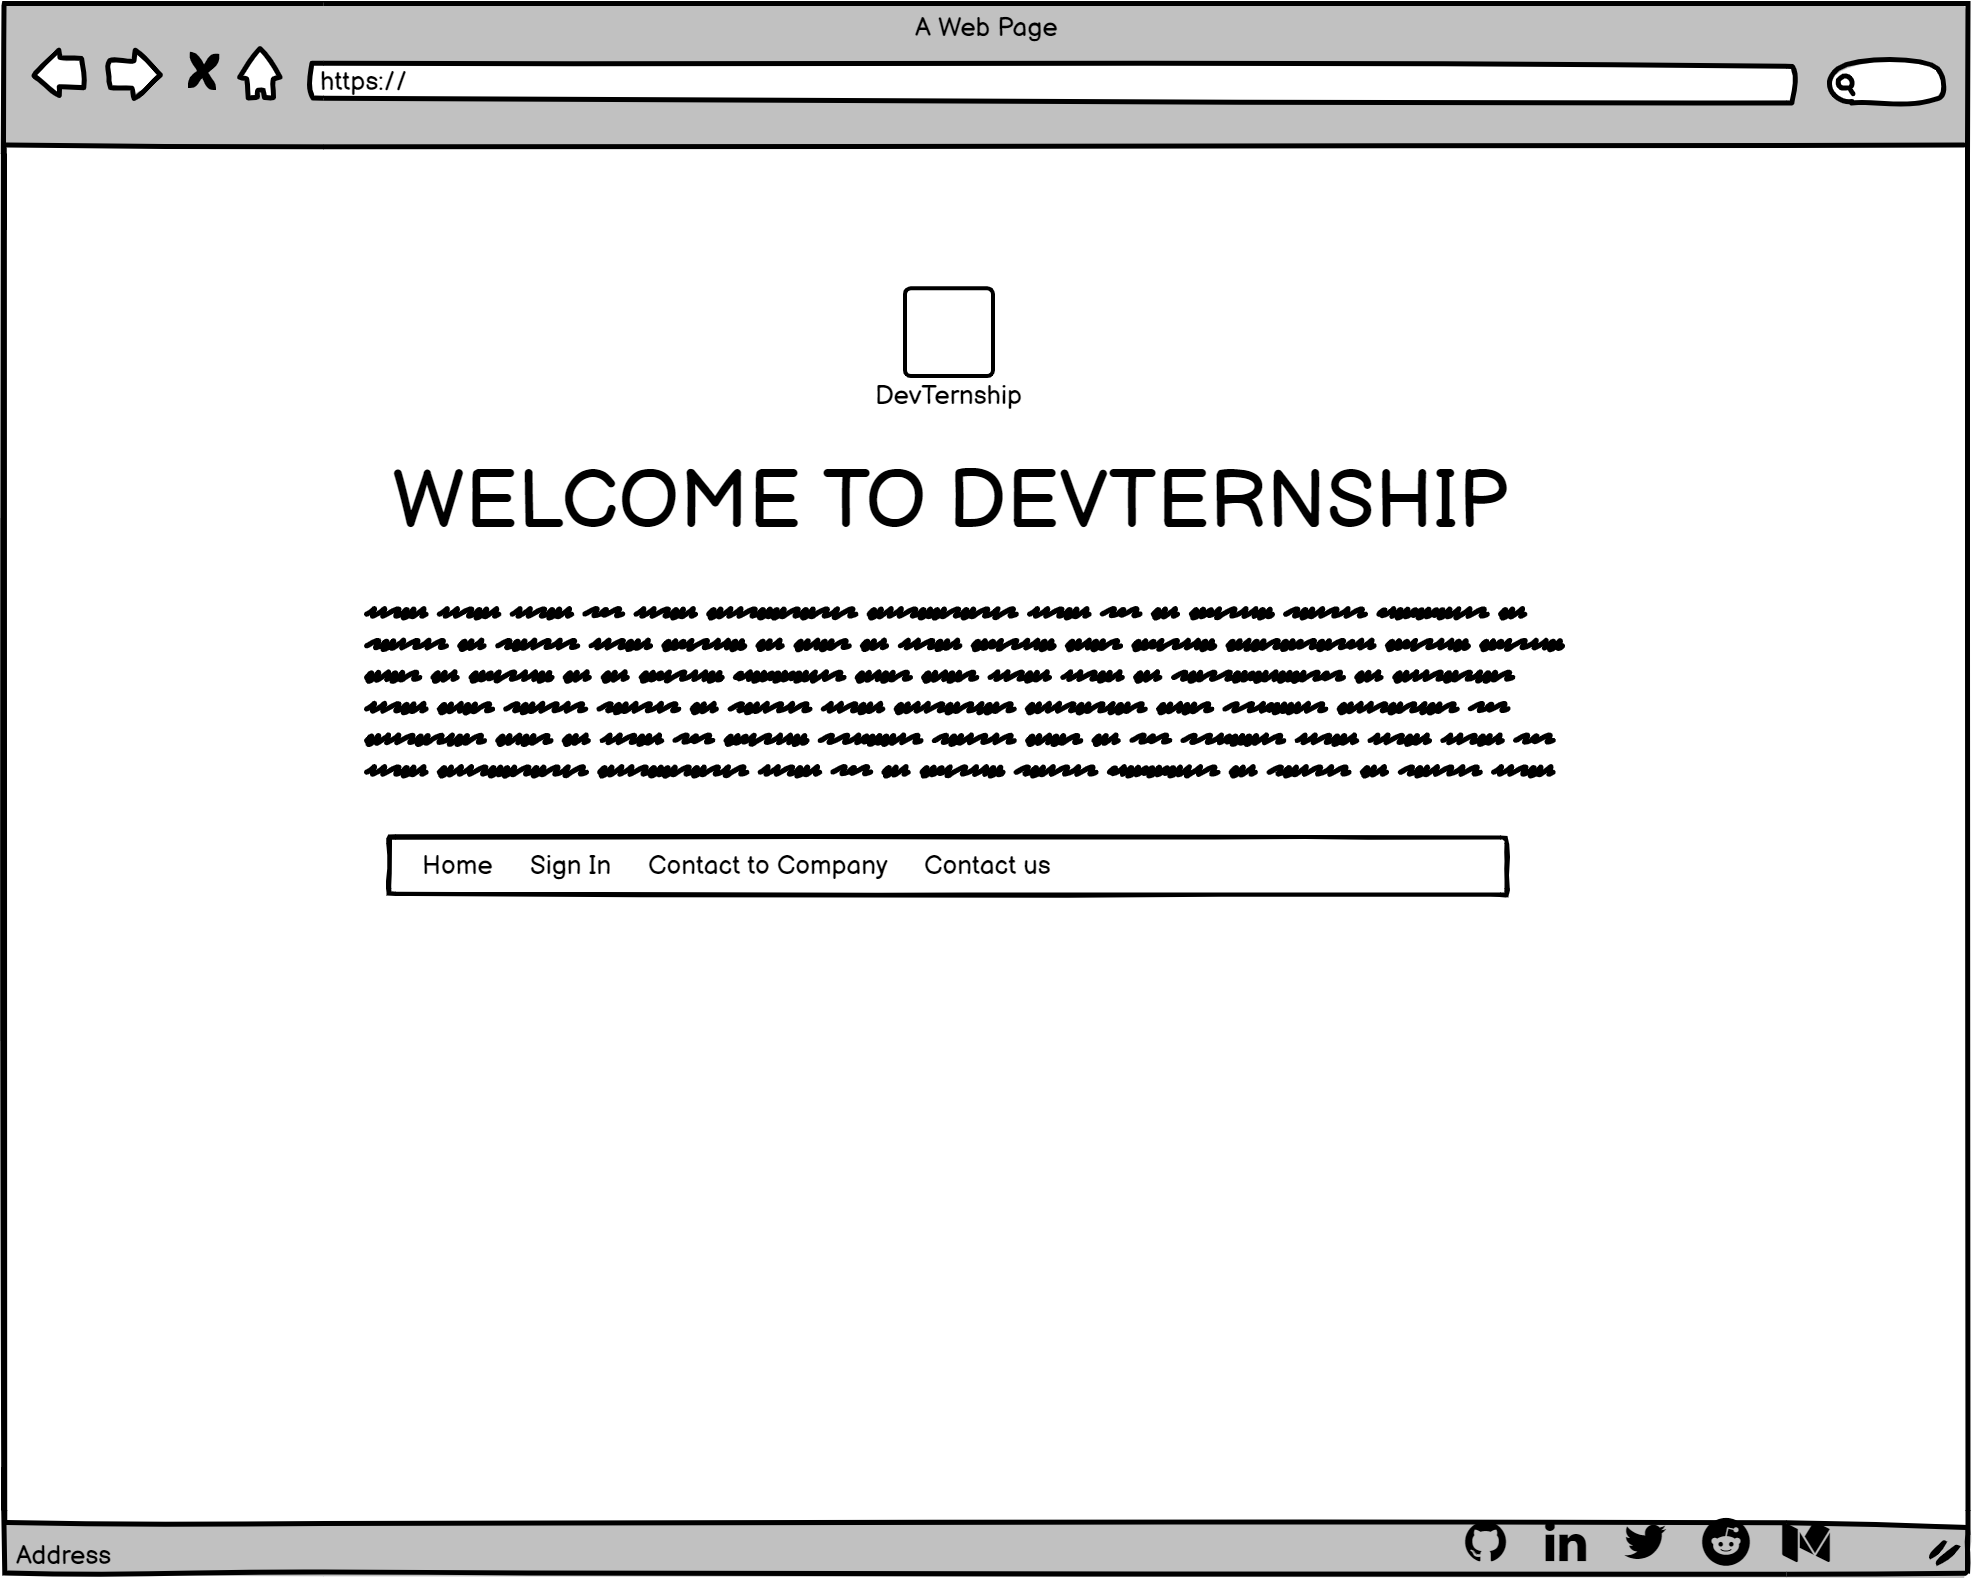 A Web Page
https://
DevTernship
WELCOME TO DEVTERNSHIP
Home Sign In Contact to Company Contact us
Address
in